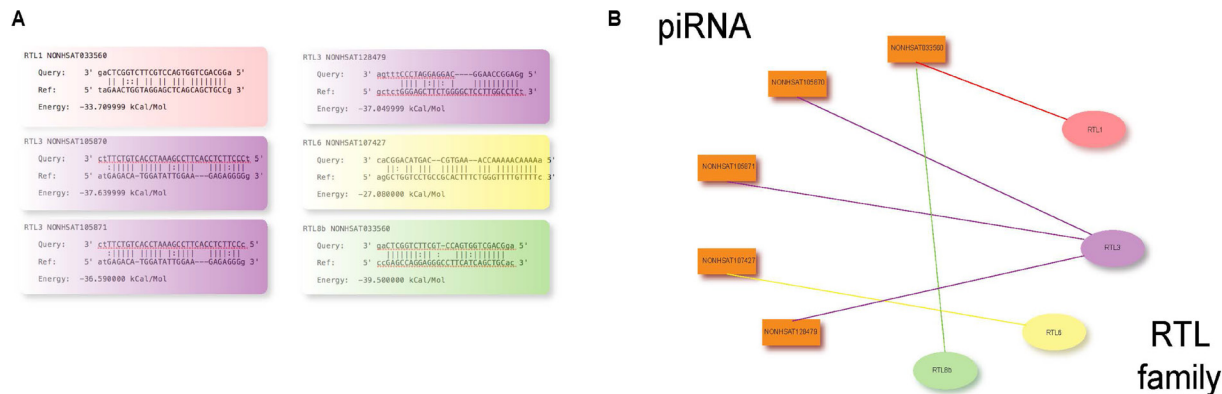 A
RTL1 NONHSAT033560
Query: 3' gaCTCGGTCTTCGTCCAGTGGTCGACGGa 5'
|| |:;| || || ||| ||||||||
Ref: 5' taGAACTGGTAGGAGCTCAGCAGCTGCCg 3'
Energy: -33.709999 kCal/Mol
RTL3 NONHSAT105870
Query: 3' ctTTCTGTCACCTAAAGCCTTCACCTCTTCCCt 5'
:||||| ||||| |:|||| ||||:||
Ref: 5' atGAGACA-TGGATATTGGAA---GAGAGGGGg 3'
Energy: -37.639999 kCal/Mol
RTL3 NONHSAT105871
Query: 3' ctTTCTGTCACCTAAAGCCTTCACCTCTTCCc 5'
:||||| ||||| |:|||| ||||:||
Ref: 5' atGAGACA-TGGATATTGGAA---GAGAGGGg 3'
Energy: -36.590000 kCal/Mol
RTL3 NONHSAT128479
Query: 3' agtttCCCTAGGAGGAC----GGAACCGGAGg 5'
|||| |:||: | ||||||||||
Ref: 5' gctctGGGAGCTTCTGGGGCTCCTTGGCCTCt 3'
Energy: -37.049999 kCal/Mol
RTL6 NONHSAT107427
Query: 3' caCGGACATGAC--CGTGAA--ACCAAAAACAAAAa 5'
||: || ||| |||||| |||:|||||||||
Ref: 5' agGCTGGTCCTGCCGCACTTTCTGGGTTTTGTTTTc 3'
Energy: -27.080000 kCal/Mol
RTL8b NONHSAT033560
Query: 3' gaCTCGGTCTTCGT-CCAGTGGTCGACGga 5'
||||||||:|| : ||:||||||||
Ref: 5' ccGAGCCAGGAGGGCCTTCATCAGCTGCac 3'
Energy: -39.500000 kCal/Mol
B
piRNA
NONHSAT033560
NONHSAT105870
RTL1
NONHSAT105871
RTL3
NONHSAT107427
NONHSAT128479
RTL6
RTL8b
RTL
family